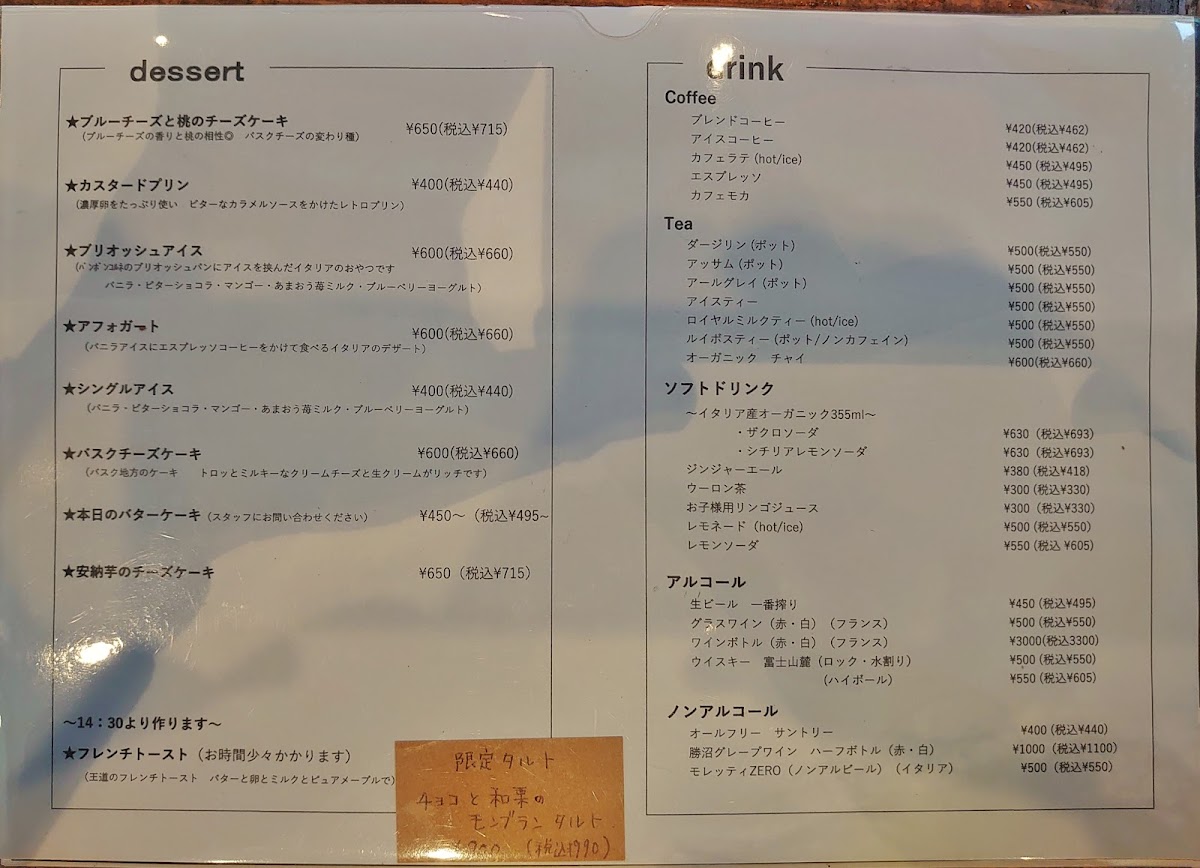 dessert
★ブルーチーズと桃のチーズケーキ ¥650(税込¥715)
(ブルーチーズの香りと桃の相性◎ バスクチーズの変わり種)
★カスタードプリン ¥400(税込¥440)
(濃厚卵をたっぷり使い ビターなカラメルソースをかけたレトロプリン)
★ブリオッシュアイス ¥600(税込¥660)
(ﾊﾟﾝﾎﾞﾝｺﾙﾈのブリオッシュパンにアイスを挟んだイタリアのおやつです
バニラ・ビターショコラ・マンゴー・あまおう苺ミルク・ブルーベリーヨーグルト)
★アフォガート ¥600(税込¥660)
(バニラアイスにエスプレッソコーヒーをかけて食べるイタリアのデザート)
★シングルアイス ¥400(税込¥440)
(バニラ・ビターショコラ・マンゴー・あまおう苺ミルク・ブルーベリーヨーグルト)
★バスクチーズケーキ ¥600(税込¥660)
(バスク地方のケーキ トロッとミルキーなクリームチーズと生クリームがリッチです)
★本日のバターケーキ(スタッフにお問い合わせください) ¥450～(税込¥495~
★安納芋のチーズケーキ ¥650(税込¥715)
～14：30より作ります～
★フレンチトースト(お時間少々かかります)
(王道のフレンチトースト バターと卵とミルクとピュアメープルで)
限定タルト
チョコと和栗の
モンブランタルト
(税込¥990)
drink
Coffee
ブレンドコーヒー ¥420(税込¥462)
アイスコーヒー ¥420(税込¥462)
カフェラテ(hot/ice) ¥450 (税込¥495)
エスプレッソ ¥450 (税込¥495)
カフェモカ ¥550 (税込¥605)
Tea
ダージリン(ポット) ¥500(税込¥550)
アッサム(ポット) ¥500 (税込¥550)
アールグレイ(ポット) ¥500 (税込¥550)
アイスティー ¥500 (税込¥550)
ロイヤルミルクティー(hot/ice) ¥500 (税込¥550)
ルイボスティー(ポット/ノンカフェイン) ¥500 (税込¥550)
オーガニック チャイ ¥600(税込¥660)
ソフトドリンク
～イタリア産オーガニック355ml～
・ザクロソーダ ¥630 (税込¥693)
・シチリアレモンソーダ ¥630 (税込¥693)
ジンジャーエール ¥380 (税込¥418)
ウーロン茶 ¥300 (税込¥330)
お子様用リンゴジュース ¥300 (税込¥330)
レモネード (hot/ice) ¥500 (税込¥550)
レモンソーダ ¥550 (税込 ¥605)
アルコール
生ビール 一番搾り ¥450 (税込¥495)
グラスワイン(赤・白)(フランス) ¥500 (税込¥550)
ワインボトル(赤・白)(フランス) ¥3000(税込3300)
ウイスキー 富士山麓(ロック・水割り) ¥500 (税込¥550)
(ハイボール) ¥550 (税込¥605)
ノンアルコール
オールフリー サントリー ¥400 (税込¥440)
勝沼グレープワイン ハーフボトル(赤・白) ¥1000 (税込¥1100)
モレッティZERO(ノンアルビール)(イタリア) ¥500 (税込¥550)